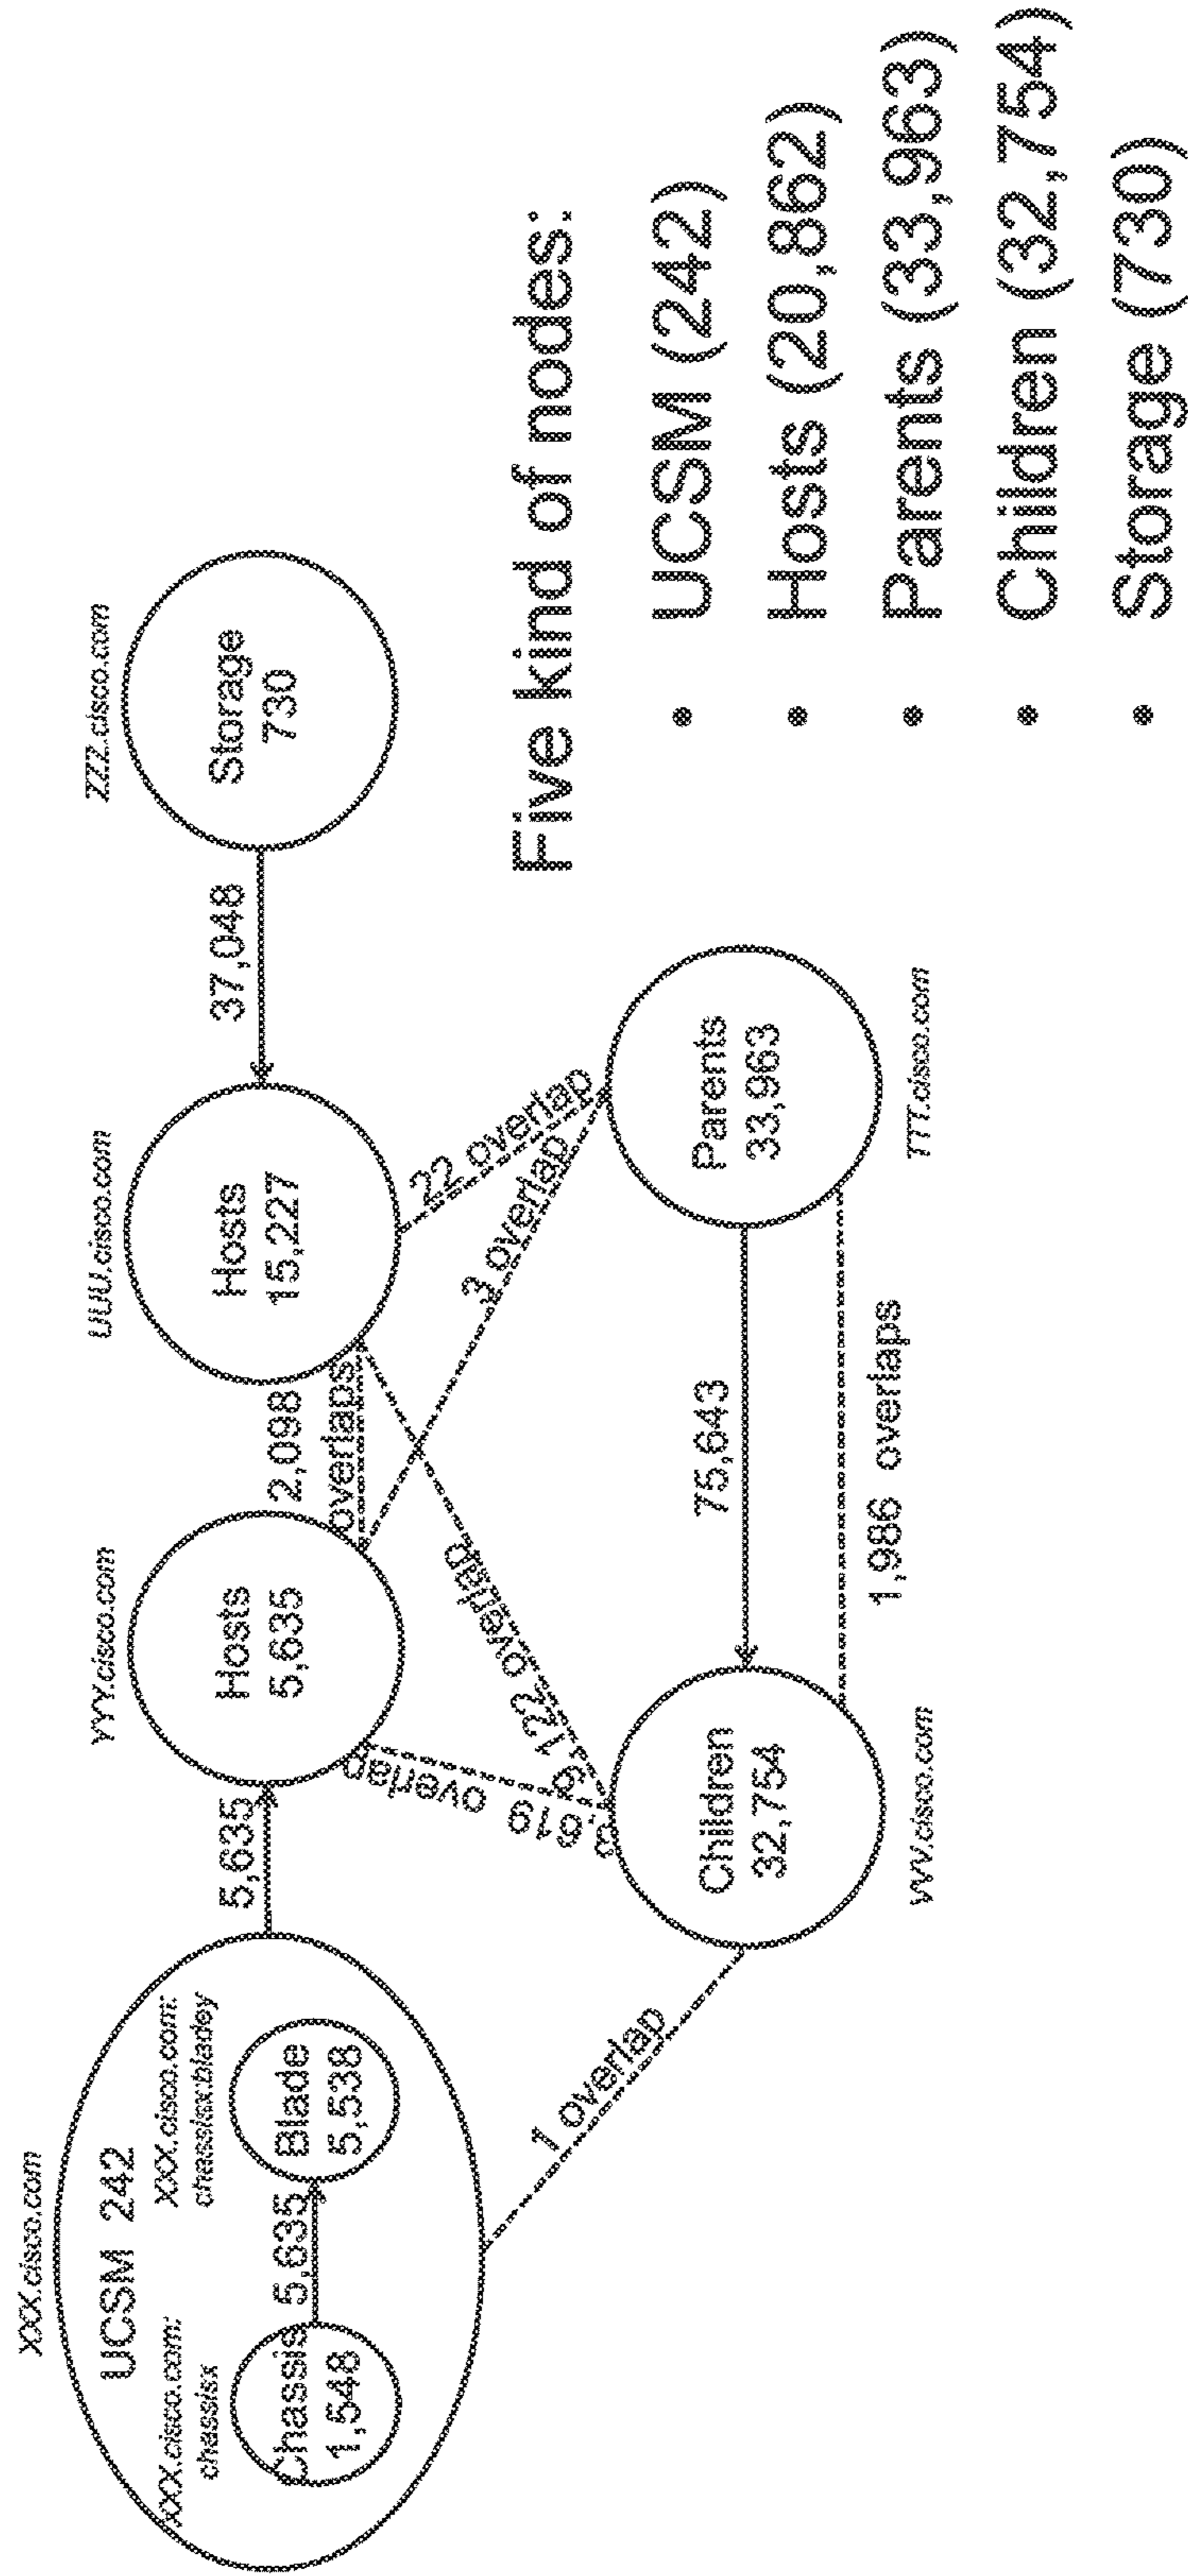 XXX.cisco.com
UCSM 242
XXX.cisco.com:
chassisx
Chassis
1,548
5,635
XXX.cisco.com:
chassisx:bladey
Blade
5,538
5,635
YYY.cisco.com
Hosts
5,635
2,098
overlaps
UUU.cisco.com
Hosts
15,227
37,048
ZZZ.cisco.com
Storage
730
1 overlap
3,619 overlap
9,122 overlap
3 overlap
22 overlap
Children
32,754
VVV.cisco.com
75,643
1,986 overlaps
Parents
33,963
TTT.cisco.com
Five kind of nodes:
• UCSM (242)
• Hosts (20,862)
• Parents (33,963)
• Children (32,754)
• Storage (730)